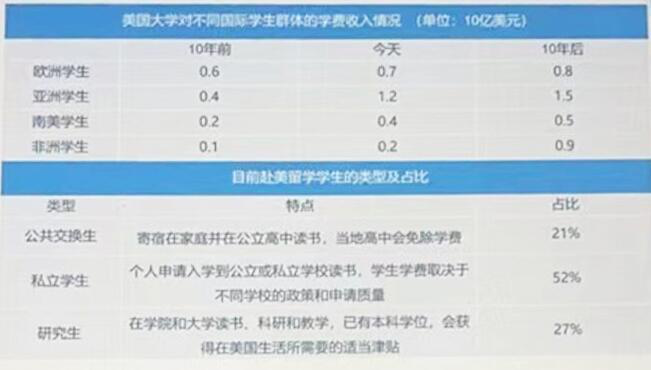 美国大学对不同国际学生群体的学费收入情况 （单位：10亿美元）
10年前 今天 10年后
欧洲学生 0.6 0.7 0.8
亚洲学生 0.4 1.2 1.5
南美学生 0.2 0.4 0.5
非洲学生 0.1 0.2 0.9
目前赴美留学学生的类型及占比
类型 特点 占比
公共交换生 寄宿在家庭并在公立高中读书，当地高中会免除学费 21%
私立学生 个人申请入学到公立或私立学校读书，学生学费取决于
不同学校的政策和申请质量 52%
研究生 在学院和大学读书、科研和教学，已有本科学位，会获
得在美国生活所需要的适当津贴 27%